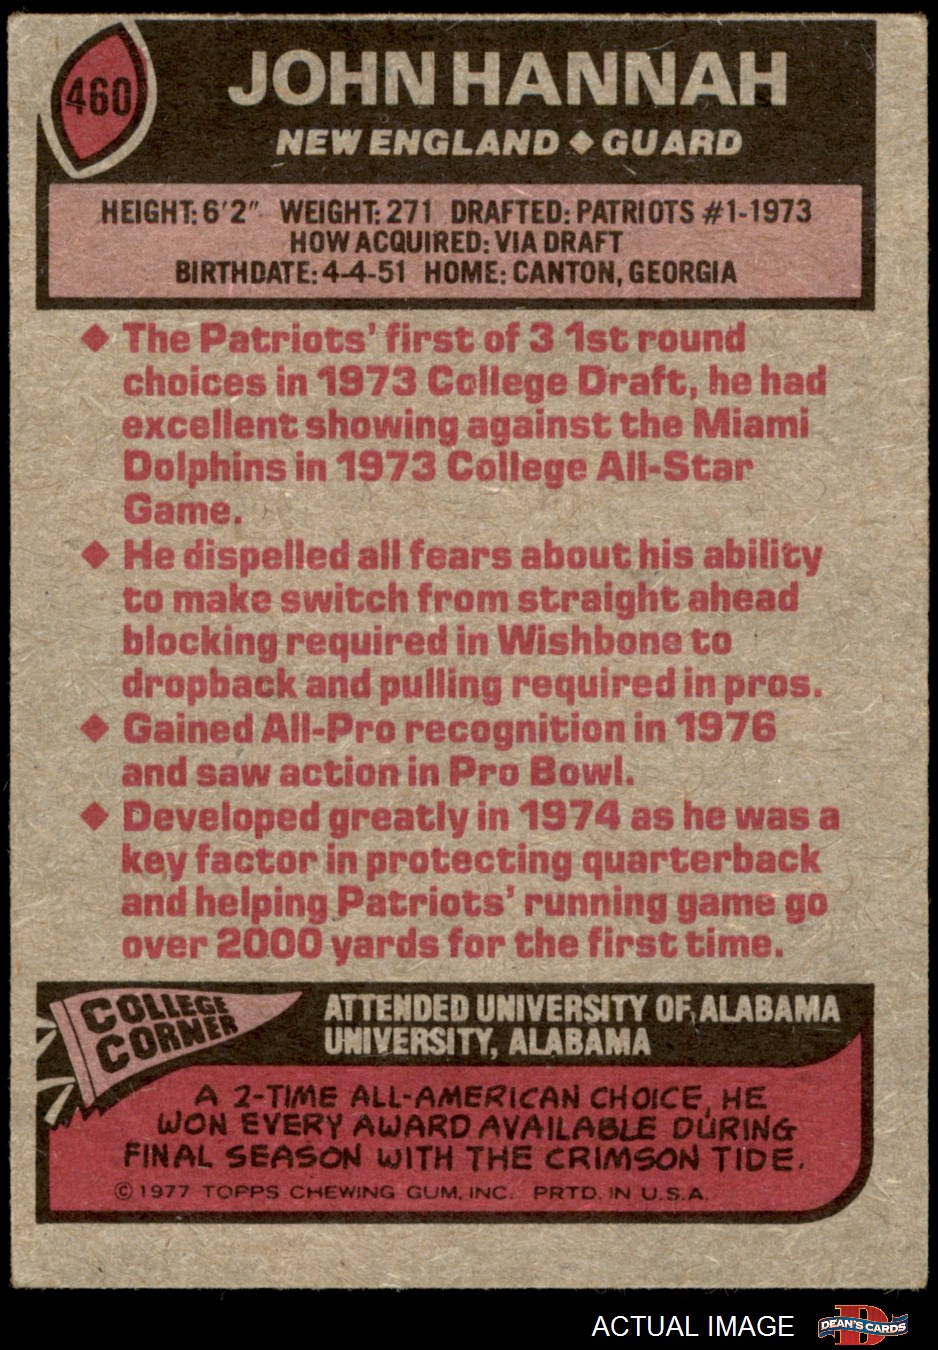 460
JOHN HANNAH
NEW ENGLAND ◆ GUARD
HEIGHT: 6'2" WEIGHT: 271 DRAFTED: PATRIOTS #1-1973
HOW ACQUIRED: VIA DRAFT
BIRTHDATE: 4-4-51 HOME: CANTON, GEORGIA
◆ The Patriots' first of 3 1st round
choices in 1973 College Draft, he had
excellent showing against the Miami
Dolphins in 1973 College All-Star
Game.
◆ He dispelled all fears about his ability
to make switch from straight ahead
blocking required in Wishbone to
dropback and pulling required in pros.
◆ Gained All-Pro recognition in 1976
and saw action in Pro Bowl.
◆ Developed greatly in 1974 as he was a
key factor in protecting quarterback
and helping Patriots' running game go
over 2000 yards for the first time.
COLLEGE
CORNER
ATTENDED UNIVERSITY OF ALABAMA
UNIVERSITY, ALABAMA
A 2-TIME ALL-AMERICAN CHOICE, HE
WON EVERY AWARD AVAILABLE DURING
FINAL SEASON WITH THE CRIMSON TIDE.
© 1977 TOPPS CHEWING GUM, INC. PRTD. IN U.S.A.
ACTUAL IMAGE
D
DEAN'S CARDS